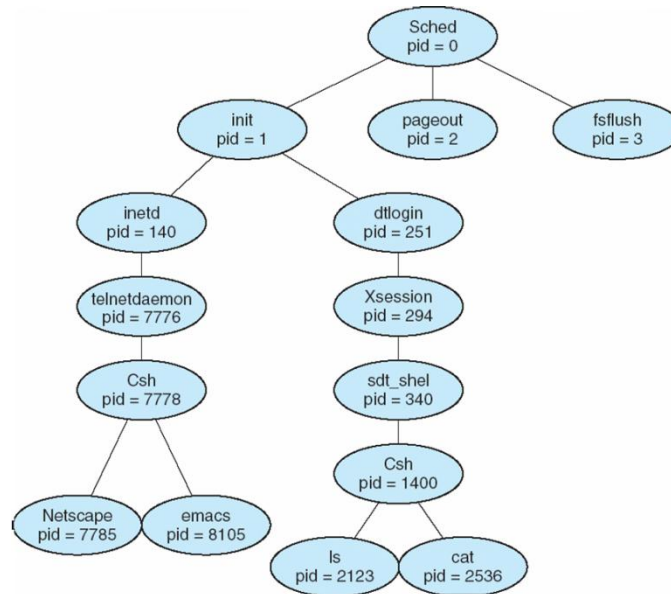 Sched
pid = 0
init
pid = 1
pageout
pid = 2
fsflush
pid = 3
inetd
pid = 140
dtlogin
pid = 251
telnetdaemon
pid = 7776
Xsession
pid = 294
Csh
pid = 7778
sdt_shel
pid = 340
Csh
pid = 1400
Netscape
pid = 7785
emacs
pid = 8105
ls
pid = 2123
cat
pid = 2536